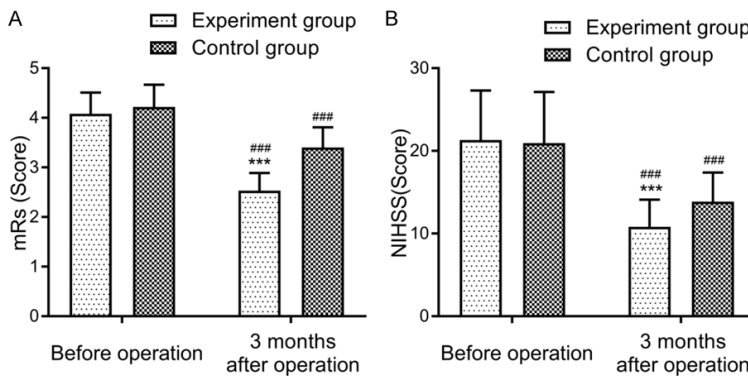 A
Experiment group
Control group
mRs (Score)
5
4
3
2
1
0
###
***
###
Before operation
3 months
after operation
B
Experiment group
Control group
NIHSS(Score)
30
20
10
0
###
***
###
Before operation
3 months
after operation